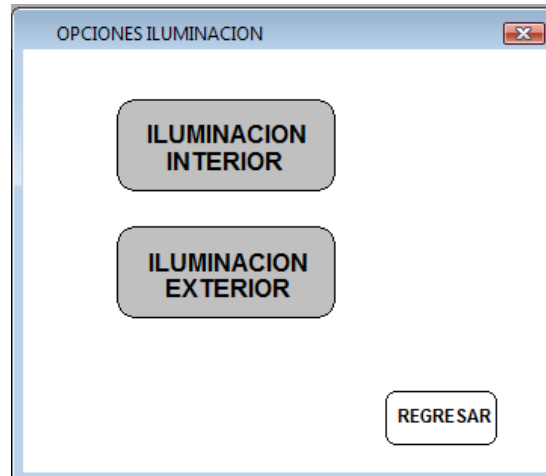 OPCIONES ILUMINACION
ILUMINACION
INTERIOR
ILUMINACION
EXTERIOR
REGRESAR